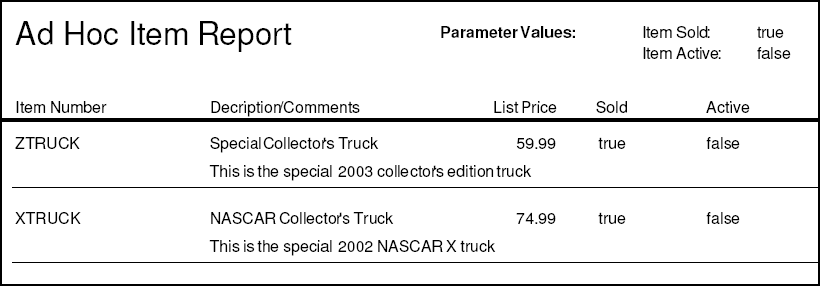 Ad Hoc Item Report Parameter Values: Item Sold: true
Item Active: false
Item Number Decription/Comments List Price Sold Active
ZTRUCK Special Collector's Truck 59.99 true false
This is the special 2003 collector's edition truck
XTRUCK NASCAR Collector's Truck 74.99 true false
This is the special 2002 NASCAR X truck